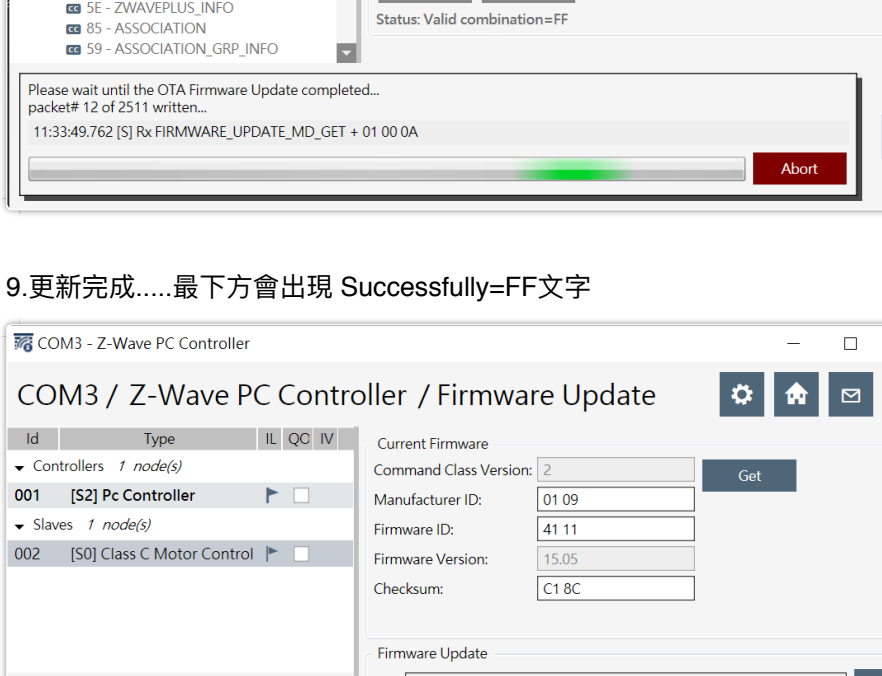 5E - ZWAVEPLUS_INFO
85 - ASSOCIATION
59 - ASSOCIATION_GRP_INFO
Status: Valid combination=FF
Please wait until the OTA Firmware Update completed...
packet# 12 of 2511 written...
11:33:49.762 [S] Rx FIRMWARE_UPDATE_MD_GET + 01 00 0A
Abort
9.更新完成.....最下方會出現 Successfully=FF文字
COM3 - Z-Wave PC Controller
COM3 / Z-Wave PC Controller / Firmware Update
Id Type IL QC IV
Controllers 1 node(s)
001 [S2] Pc Controller
Slaves 1 node(s)
002 [S0] Class C Motor Control
Current Firmware
Command Class Version: 2
Get
Manufacturer ID: 01 09
Firmware ID: 41 11
Firmware Version: 15.05
Checksum: C1 8C
Firmware Update